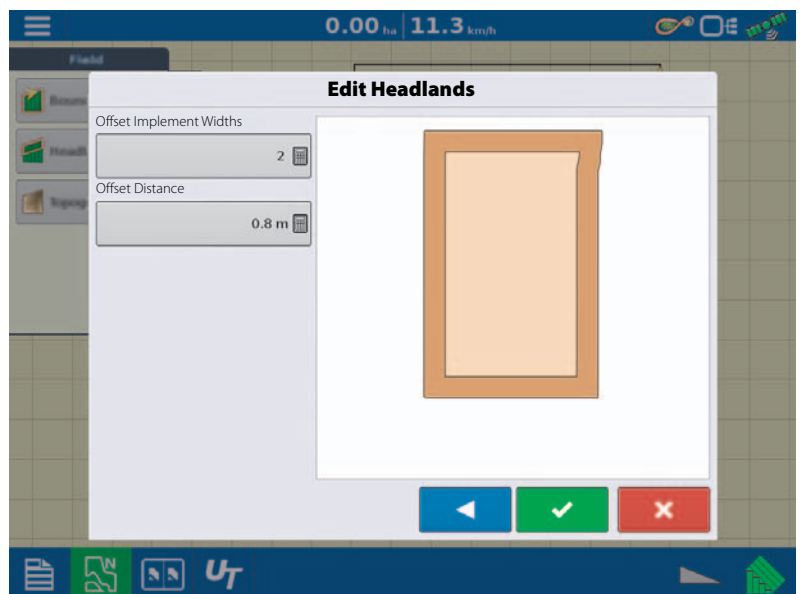 0.00 ha 11.3 km/h
Field
Edit Headlands
Offset Implement Widths
2
Offset Distance
0.8 m
N
UT